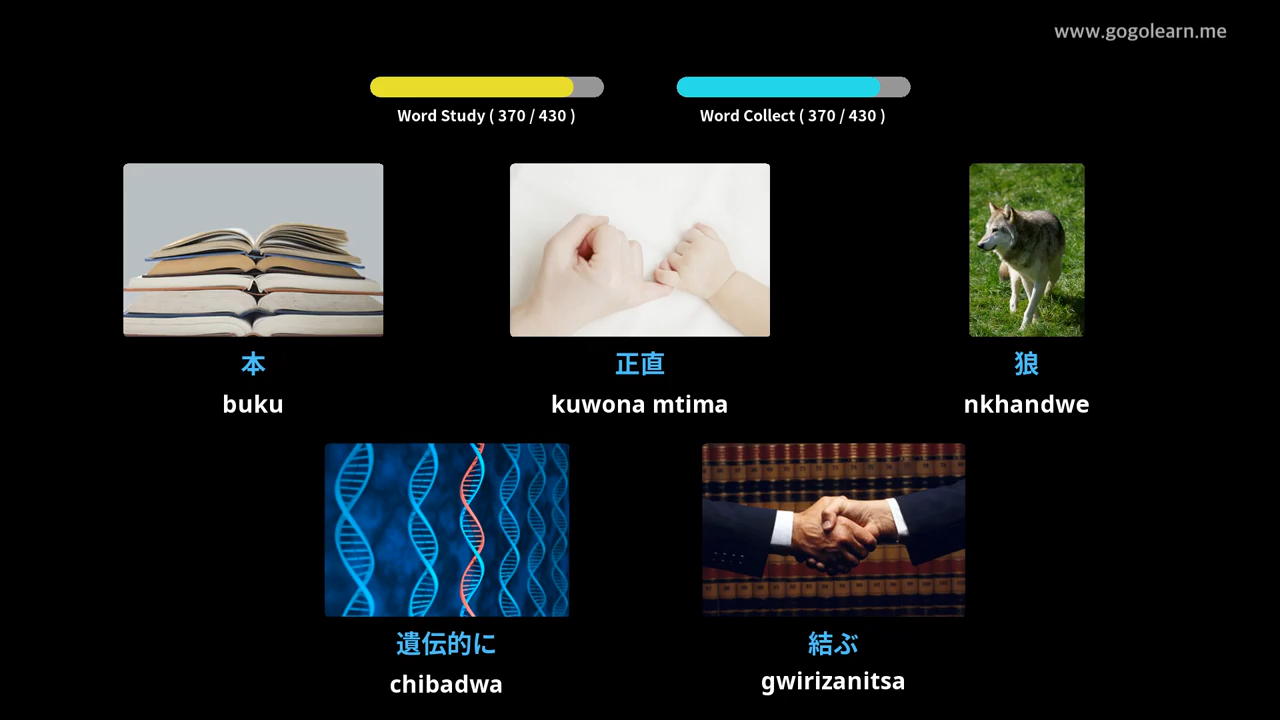 www.gogolearn.me
Word Study ( 370 / 430 )
Word Collect ( 370 / 430 )
本
buku
正直
kuwona mtima
狼
nkhandwe
遺伝的に
chibadwa
結ぶ
gwirizanitsa